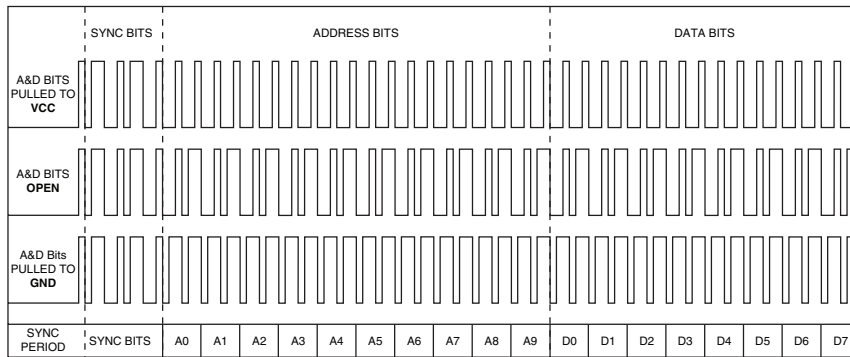 SYNC BITS ADDRESS BITS DATA BITS
A&D BITS
PULLED TO
VCC
A&D BITS
OPEN
A&D Bits
PULLED TO
GND
SYNC
PERIOD
SYNC BITS A0 A1 A2 A3 A4 A5 A6 A7 A8 A9 D0 D1 D2 D3 D4 D5 D6 D7